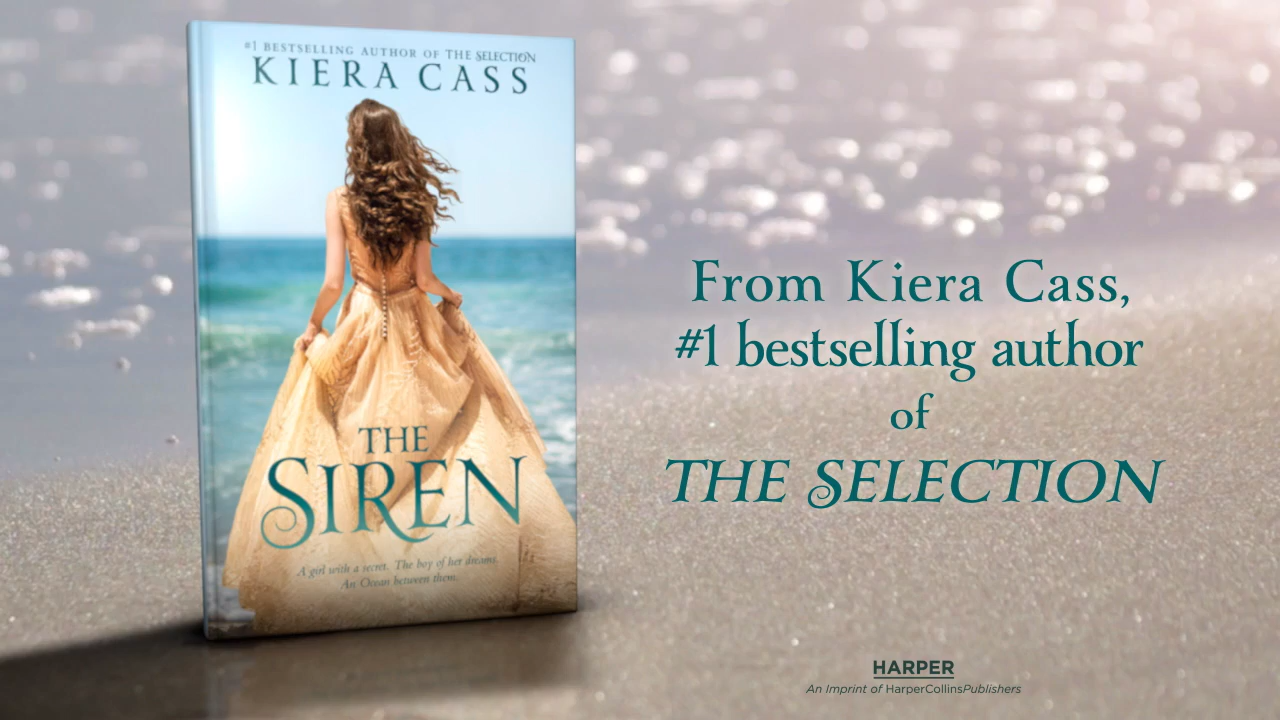 #1 BESTSELLING AUTHOR OF THE SELECTION
KIERA CASS
THE
SIREN
A girl with a secret. The boy of her dreams.
An Ocean between them.
From Kiera Cass,
#1 bestselling author
of
THE SELECTION
HARPER
An Imprint of HarperCollinsPublishers